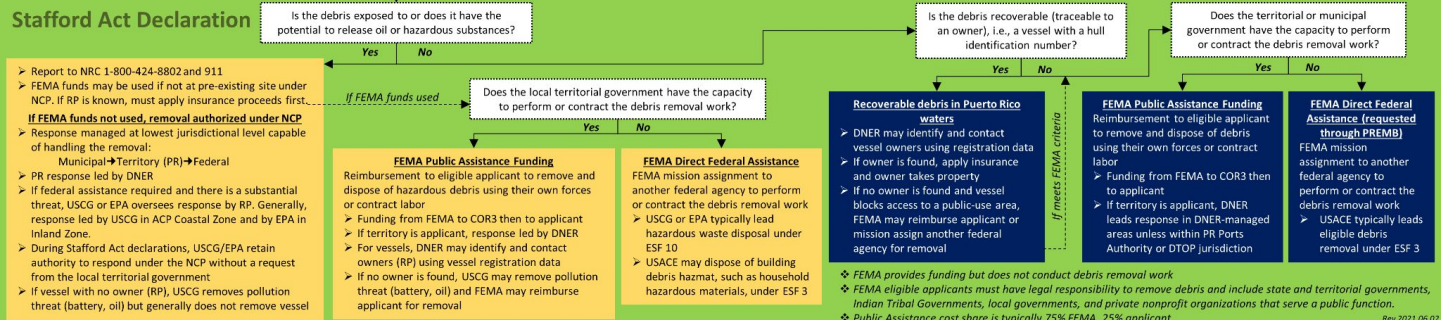 Stafford Act Declaration
Is the debris exposed to or does it have the
potential to release oil or hazardous substances?
Yes No
Is the debris recoverable (traceable to
an owner), i.e., a vessel with a hull
identification number?
Yes No
Does the territorial or municipal
government have the capacity to perform
or contract the debris removal work?
Yes No
➢ Report to NRC 1-800-424-8802 and 911
➢ FEMA funds may be used if not at pre-existing site under
NCP. If RP is known, must apply insurance proceeds first.
If FEMA funds not used, removal authorized under NCP
➢ Response managed at lowest jurisdictional level capable
of handling the removal:
Municipal➔Territory (PR)➔Federal
➢ PR response led by DNER
➢ If federal assistance required and there is a substantial
threat, USCG or EPA oversees response by RP. Generally,
response led by USCG in ACP Coastal Zone and by EPA in
Inland Zone.
➢ During Stafford Act declarations, USCG/EPA retain
authority to respond under the NCP without a request
from the local territorial government
➢ If vessel with no owner (RP), USCG removes pollution
threat (battery, oil) but generally does not remove vessel
If FEMA funds used
Does the local territorial government have the capacity
to perform or contract the debris removal work?
Yes No
FEMA Public Assistance Funding
Reimbursement to eligible applicant to remove and
dispose of hazardous debris using their own forces
or contract labor
➢ Funding from FEMA to COR3 then to applicant
➢ If territory is applicant, response led by DNER
➢ For vessels, DNER may identify and contact
owners (RP) using vessel registration data
➢ If no owner is found, USCG may remove pollution
threat (battery, oil) and FEMA may reimburse
applicant for removal
FEMA Direct Federal Assistance
FEMA mission assignment to
another federal agency to perform
or contract the debris removal work
➢ USCG or EPA typically lead
hazardous waste disposal under
ESF 10
➢ USACE may dispose of building
debris hazmat, such as household
hazardous materials, under ESF 3
Recoverable debris in Puerto Rico
waters
➢ DNER may identify and contact
vessel owners using registration data
➢ If owner is found, apply insurance
and owner takes property
➢ If no owner is found and vessel
blocks access to a public-use area,
FEMA may reimburse applicant or
mission assign another federal
agency for removal
If meets FEMA criteria
FEMA Public Assistance Funding
Reimbursement to eligible applicant
to remove and dispose of debris
using their own forces or contract
labor
➢ Funding from FEMA to COR3 then
to applicant
➢ If territory is applicant, DNER
leads response in DNER-managed
areas unless within PR Ports
Authority or DTOP jurisdiction
FEMA Direct Federal
Assistance (requested
through PREMB)
FEMA mission
assignment to another
federal agency to
perform or contract the
debris removal work
➢ USACE typically leads
eligible debris
removal under ESF 3
❖ FEMA provides funding but does not conduct debris removal work
❖ FEMA eligible applicants must have legal responsibility to remove debris and include state and territorial governments,
Indian Tribal Governments, local governments, and private nonprofit organizations that serve a public function.
❖ Public Assistance cost share is typically 75% FEMA, 25% applicant
Rev 2021.06.02